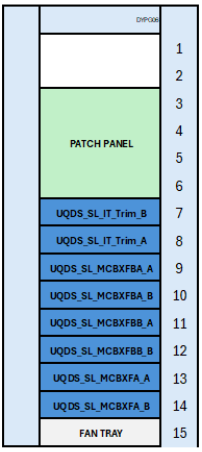 DYPO06
1
2
3
4
PATCH PANEL
5
6
UQDS_SL_IT_Trim_B 7
UQDS_SL_IT_Trim_A 8
UQDS_SL_MCBXFBA_A 9
UQDS_SL_MCBXFBA_B 10
UQDS_SL_MCBXFBB_A 11
UQDS_SL_MCBXFBB_B 12
UQDS_SL_MCBXFA_A 13
UQDS_SL_MCBXFA_B 14
FAN TRAY 15